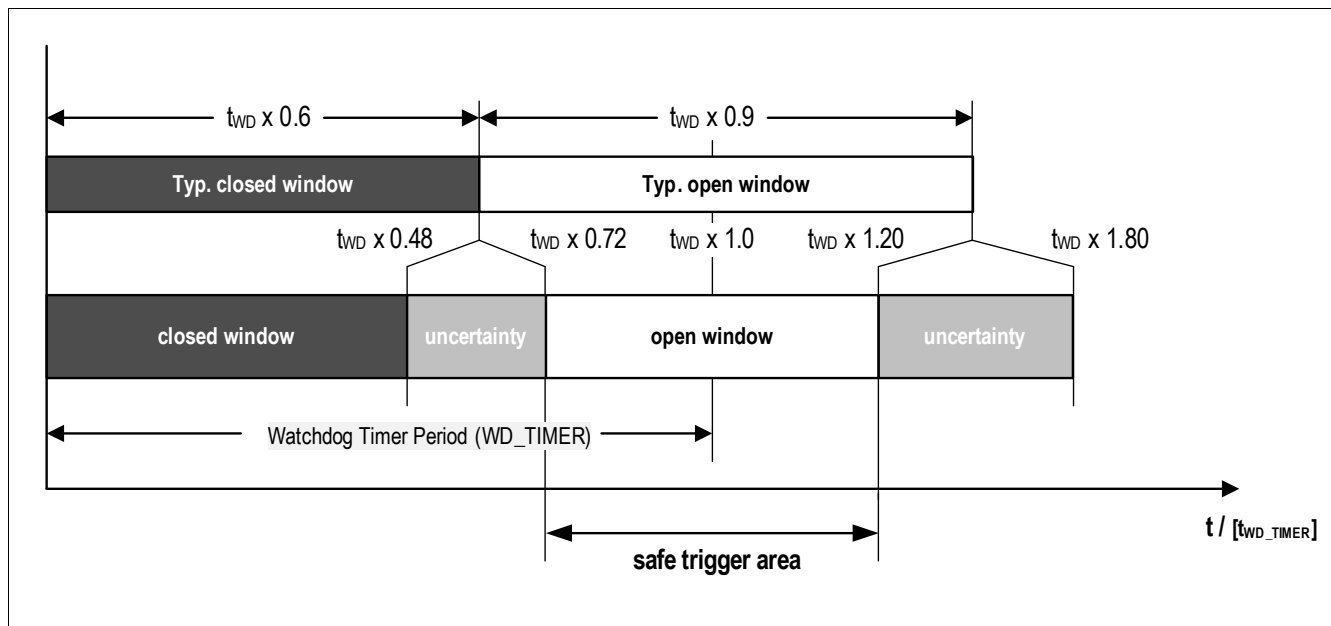 tWD x 0.6
tWD x 0.9
Typ. closed window
Typ. open window
tWD x 0.48
tWD x 0.72
tWD x 1.0
tWD x 1.20
tWD x 1.80
closed window
uncertainty
open window
uncertainty
Watchdog Timer Period (WD_TIMER)
t / [tWD_TIMER]
safe trigger area